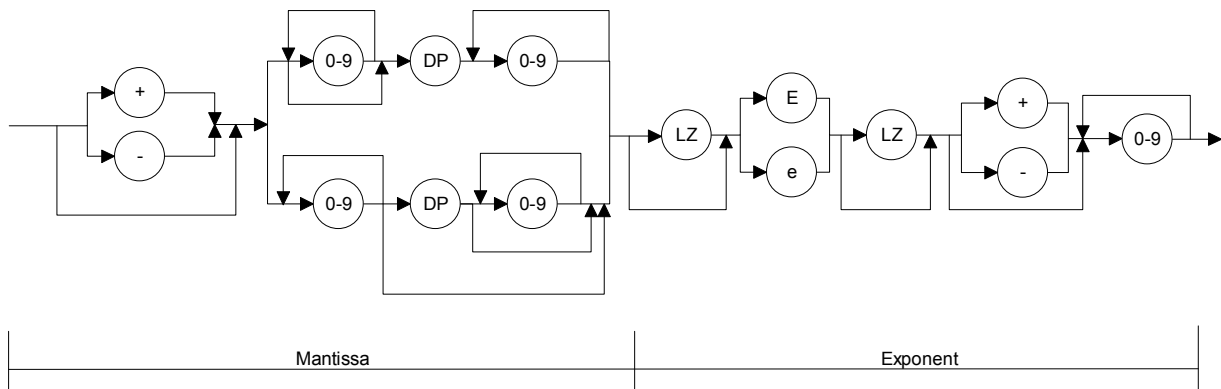 0-9 DP 0-9
+ E +
LZ LZ 0-9
- e -
0-9 DP 0-9
Mantissa Exponent